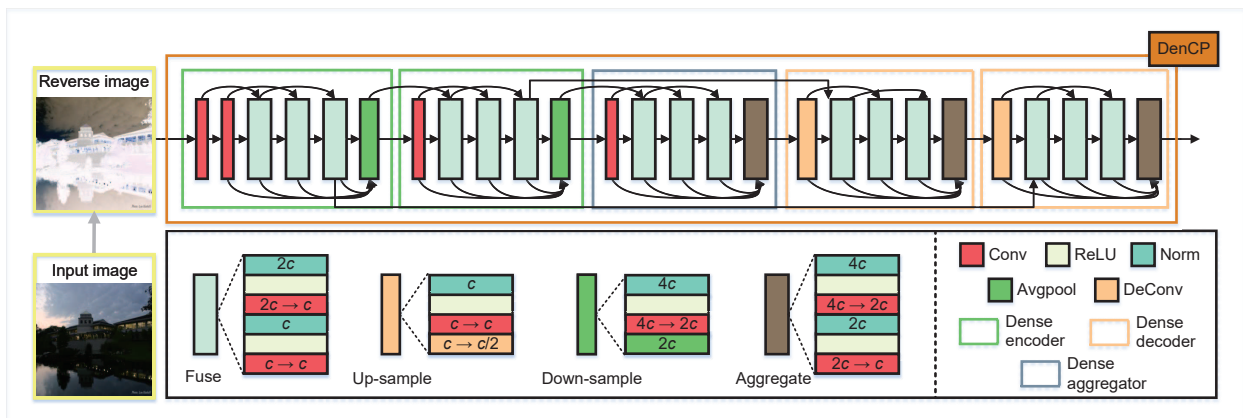 DenCP
Reverse image
Input image
2c
2c → c
c
c → c
Fuse
c
c → c
c → c/2
Up-sample
4c
4c → 2c
2c
Down-sample
4c
4c → 2c
2c
2c → c
Aggregate
Conv
ReLU
Norm
Avgpool
DeConv
Dense
encoder
Dense
decoder
Dense
aggregator